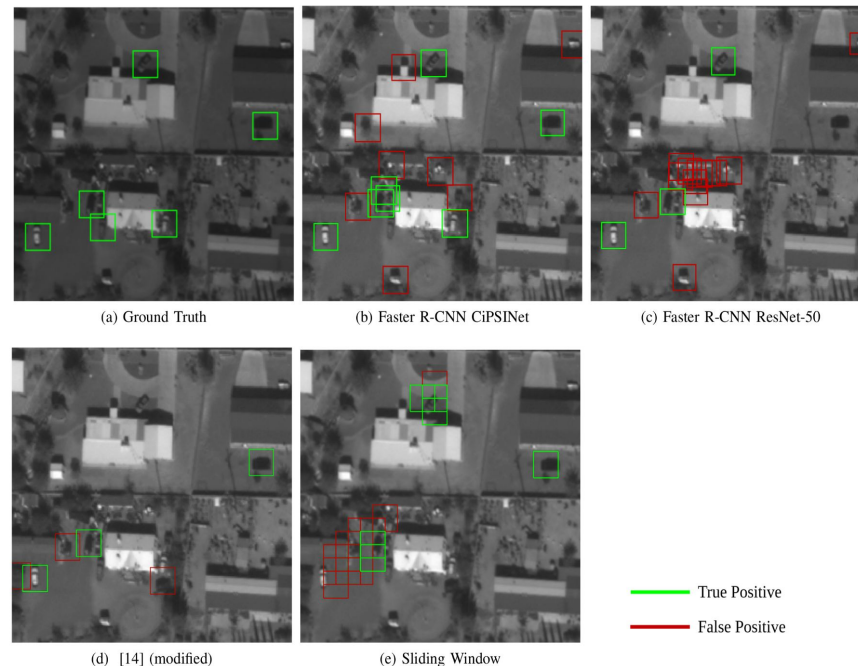 (a) Ground Truth
(b) Faster R-CNN CiPSINet
(c) Faster R-CNN ResNet-50
True Positive
False Positive
(d) [14] (modified)
(e) Sliding Window